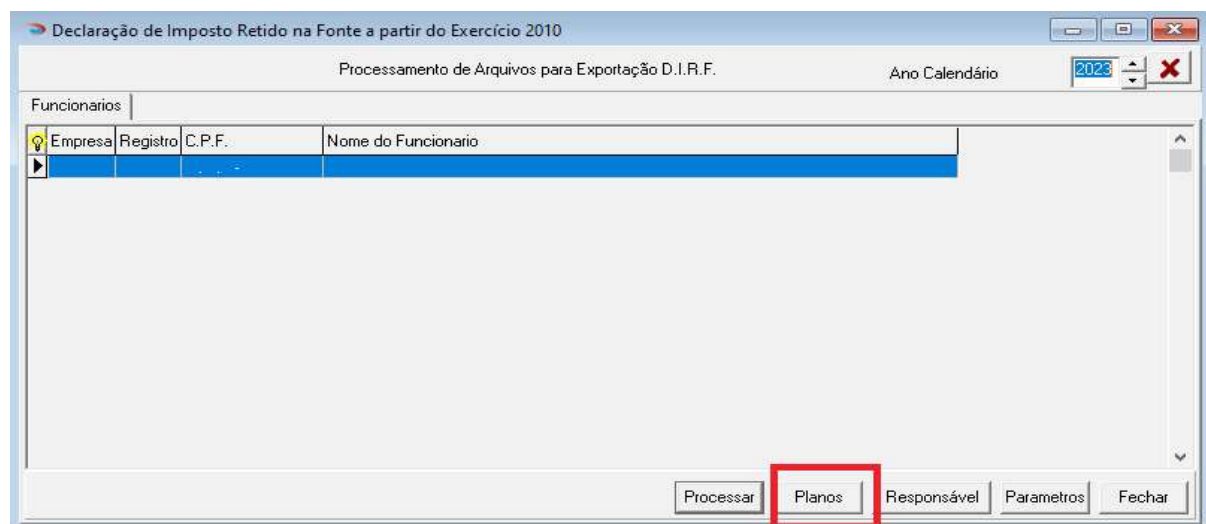 Declaração de Imposto Retido na Fonte a partir do Exercício 2010
Processamento de Arquivos para Exportação D.I.R.F. Ano Calendário 2023
Funcionarios
Empresa Registro C.P.F. Nome do Funcionario
. . -
Processar Planos Responsável Parametros Fechar